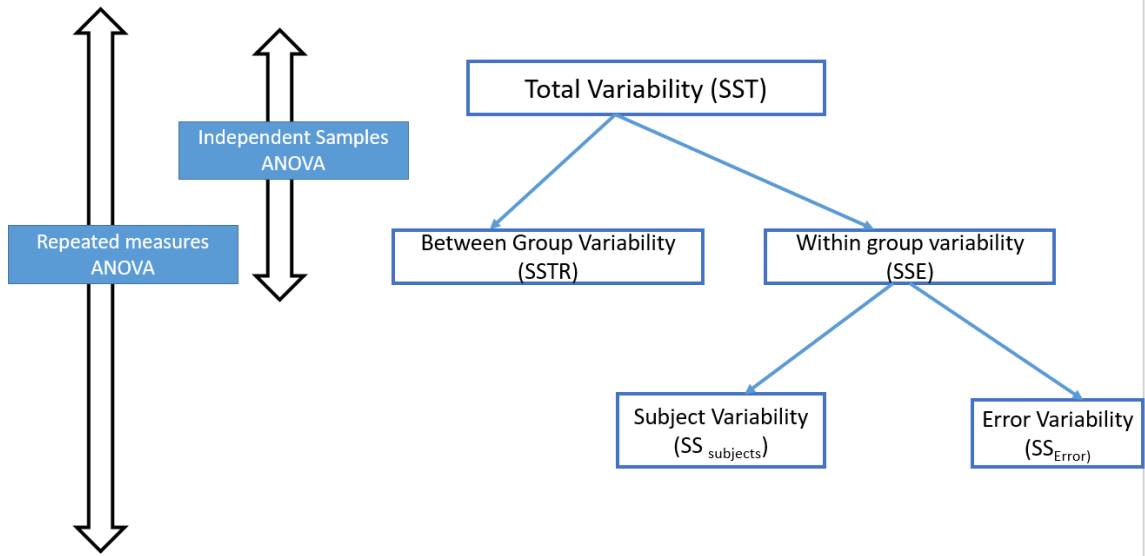 Total Variability (SST)
Independent Samples
ANOVA
Repeated measures
ANOVA
Between Group Variability
(SSTR)
Within group variability
(SSE)
Subject Variability
(SS subjects)
Error Variability
(SSError)